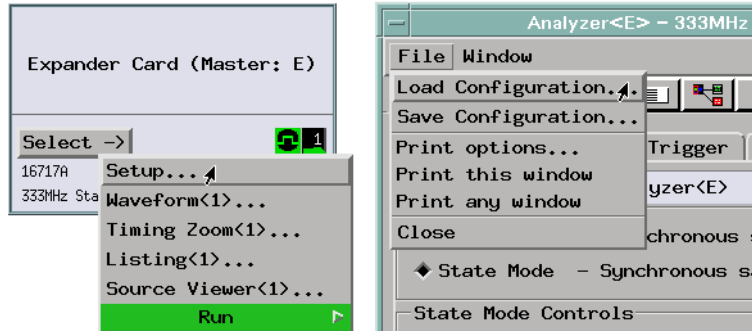 Expander Card (Master: E)
Select ->
1
16717A
333MHz Sta
Setup...
Waveform<1>...
Timing Zoom<1>...
Listing<1>...
Source Viewer<1>...
Run
Analyzer<E> - 333MHz
File Window
Load Configuration...
Save Configuration...
Print options...
Print this window
Print any window
Close
Trigger
yzer<E>
chronous s
State Mode - Synchronous sa
State Mode Controls